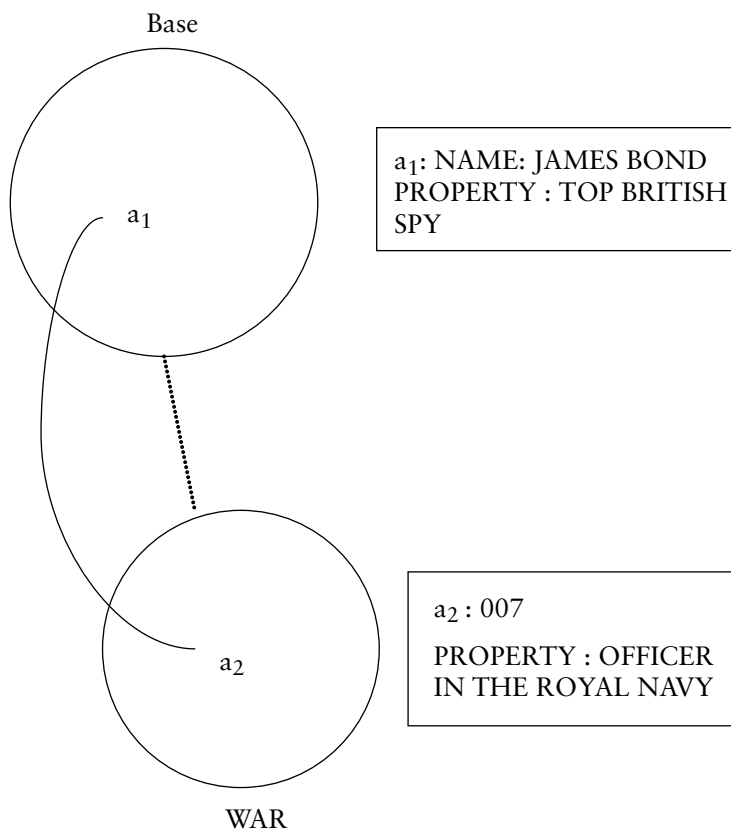 Base
a1: NAME: JAMES BOND
PROPERTY : TOP BRITISH
SPY
a1
a2 : 007
PROPERTY : OFFICER
IN THE ROYAL NAVY
a2
WAR